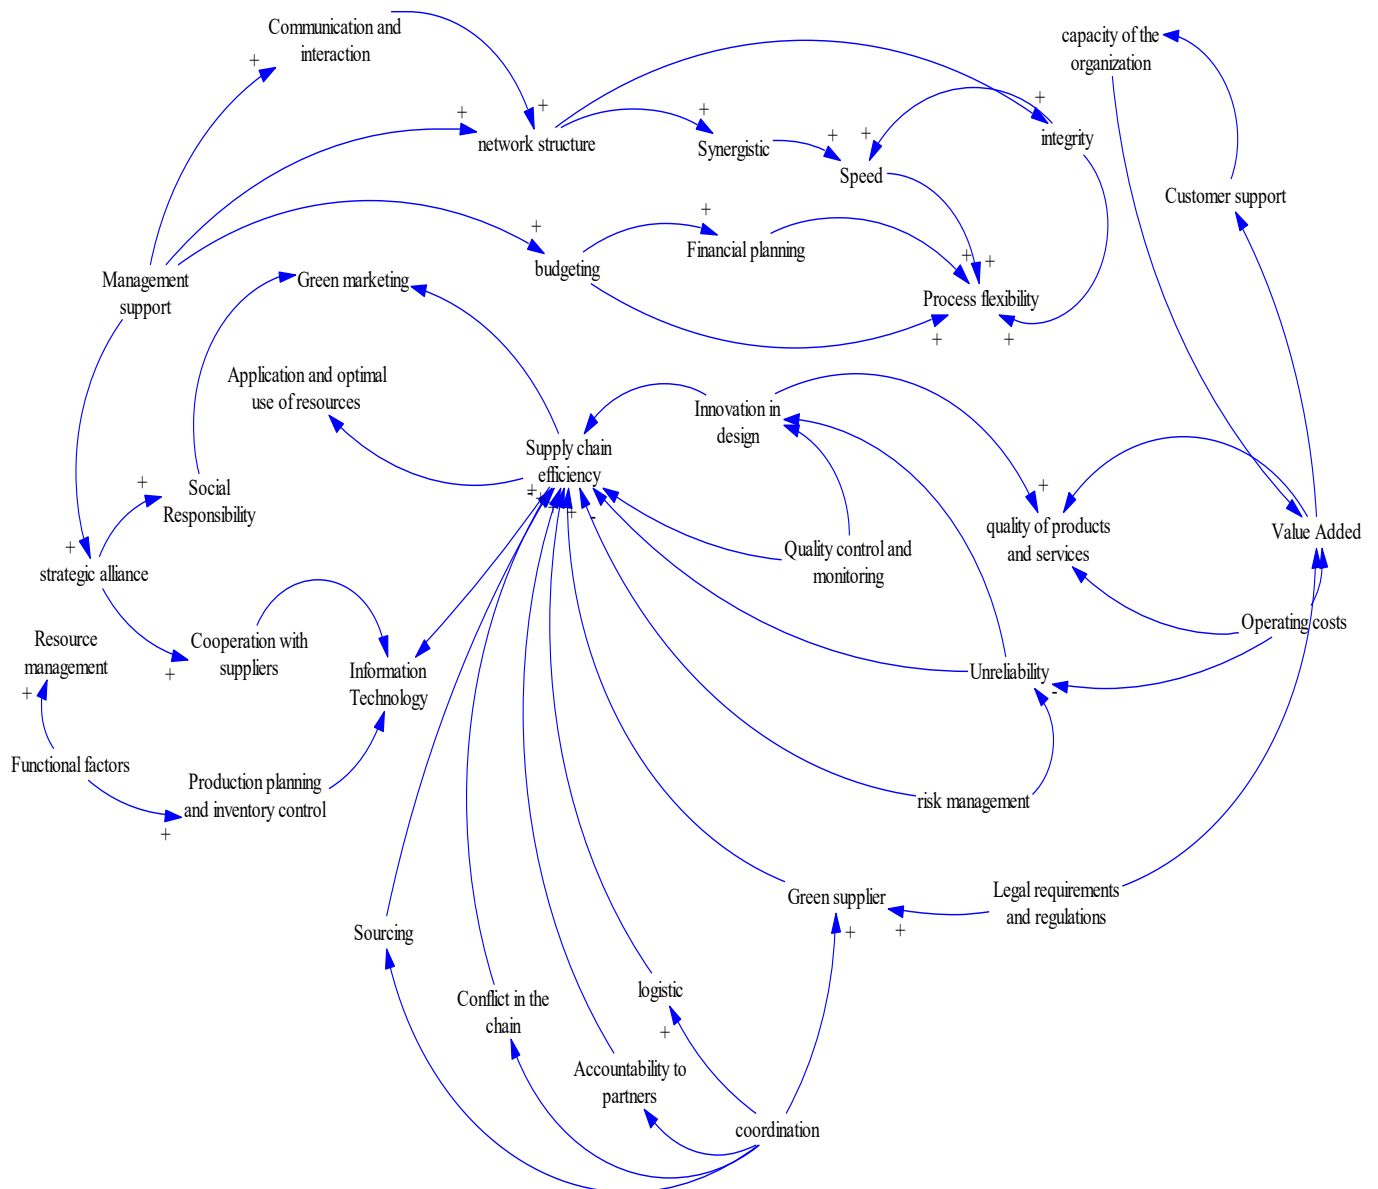 Communication and
interaction
capacity of the
organization
+
+
+
+
+
network structure
Synergistic
+
+
integrity
Speed
Customer support
+
+
budgeting
Financial planning
+
+
Process flexibility
+
+
Management
support
Green marketing
Application and optimal
use of resources
Innovation in
design
Supply chain
efficiency
+
-
+
+
-
+
Social
Responsibility
+
quality of products
and services
Value Added
Quality control and
monitoring
+
strategic alliance
Operating costs
Resource
management
+
Cooperation with
suppliers
+
Information
Technology
Unreliability
-
Functional factors
Production planning
and inventory control
+
risk management
Green supplier
+
+
Legal requirements
and regulations
Sourcing
logistic
+
Conflict in the
chain
Accountability to
partners
coordination